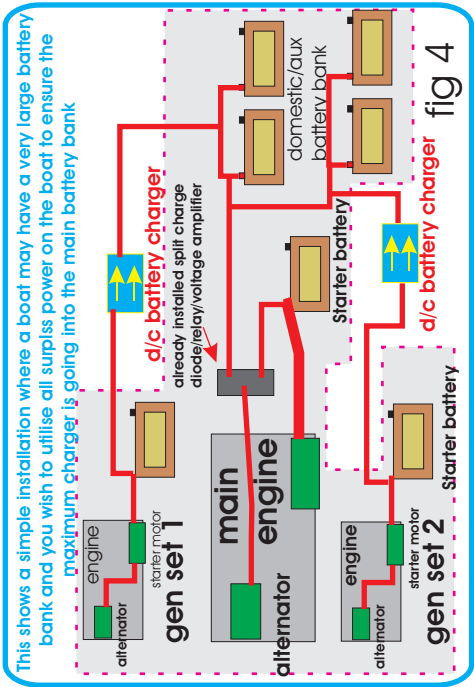 This shows a simple installation where a boat may have a very large battery
bank and you wish to utilise all surplss power on the boat to ensure the
maximum charger is going into the main battery bank
engine
alternator
starter motor
gen set 1
d/c battery charger
already installed split charge
diode/relay/voltage amplifier
domestic/aux
battery bank
main
engine
alternator
Starter battery
engine
alternator
starter motor
gen set 2
Starter battery
d/c battery charger
fig 4